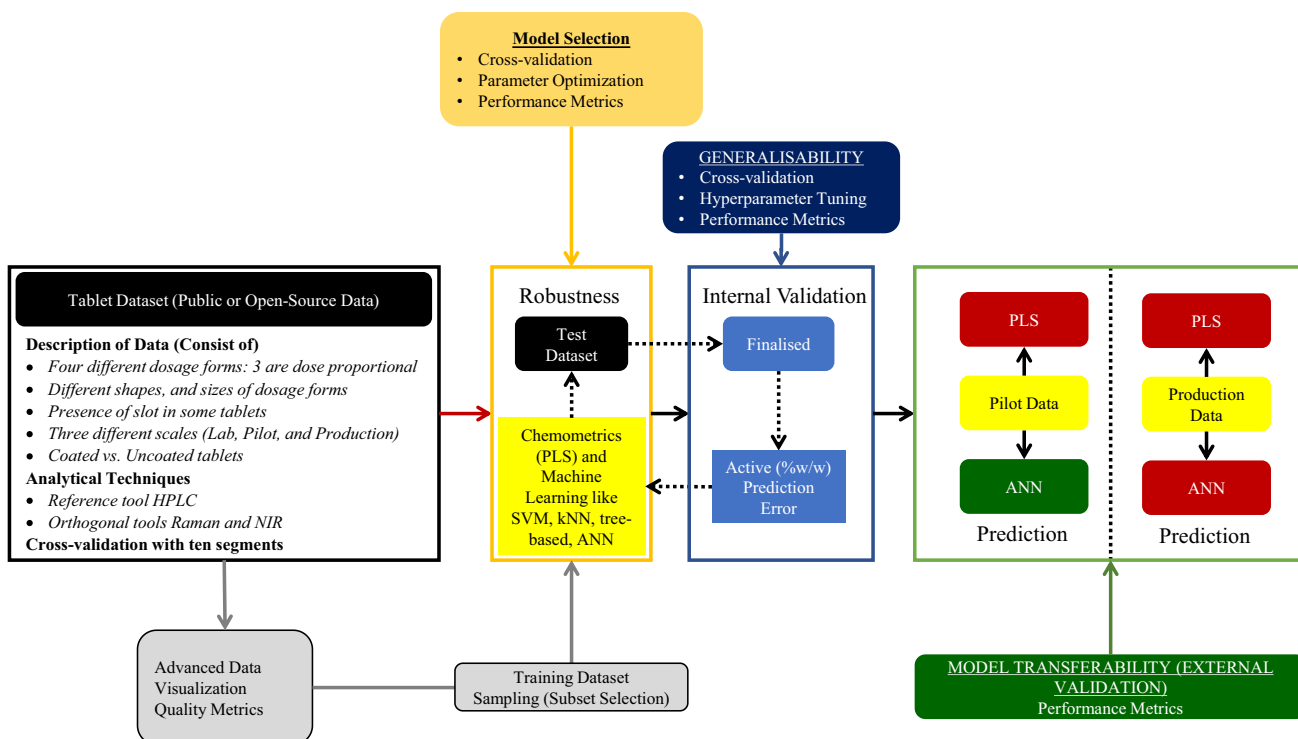 Model Selection
• Cross-validation
• Parameter Optimization
• Performance Metrics
GENERALISABILITY
• Cross-validation
• Hyperparameter Tuning
• Performance Metrics
Tablet Dataset (Public or Open-Source Data)
Description of Data (Consist of)
• Four different dosage forms: 3 are dose proportional
• Different shapes, and sizes of dosage forms
• Presence of slot in some tablets
• Three different scales (Lab, Pilot, and Production)
• Coated vs. Uncoated tablets
Analytical Techniques
• Reference tool HPLC
• Orthogonal tools Raman and NIR
Cross-validation with ten segments
Robustness
Test
Dataset
Chemometrics
(PLS) and
Machine
Learning like
SVM, kNN, tree-
based, ANN
Internal Validation
Finalised
Active (%w/w)
Prediction
Error
PLS
Pilot Data
ANN
Prediction
PLS
Production
Data
ANN
Prediction
Advanced Data
Visualization
Quality Metrics
Training Dataset
Sampling (Subset Selection)
MODEL TRANSFERABILITY (EXTERNAL
VALIDATION)
Performance Metrics